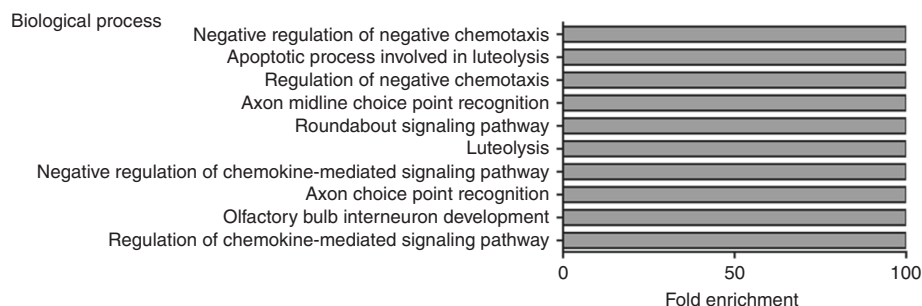 Biological process
Negative regulation of negative chemotaxis
Apoptotic process involved in luteolysis
Regulation of negative chemotaxis
Axon midline choice point recognition
Roundabout signaling pathway
Luteolysis
Negative regulation of chemokine-mediated signaling pathway
Axon choice point recognition
Olfactory bulb interneuron development
Regulation of chemokine-mediated signaling pathway
0 50 100
Fold enrichment